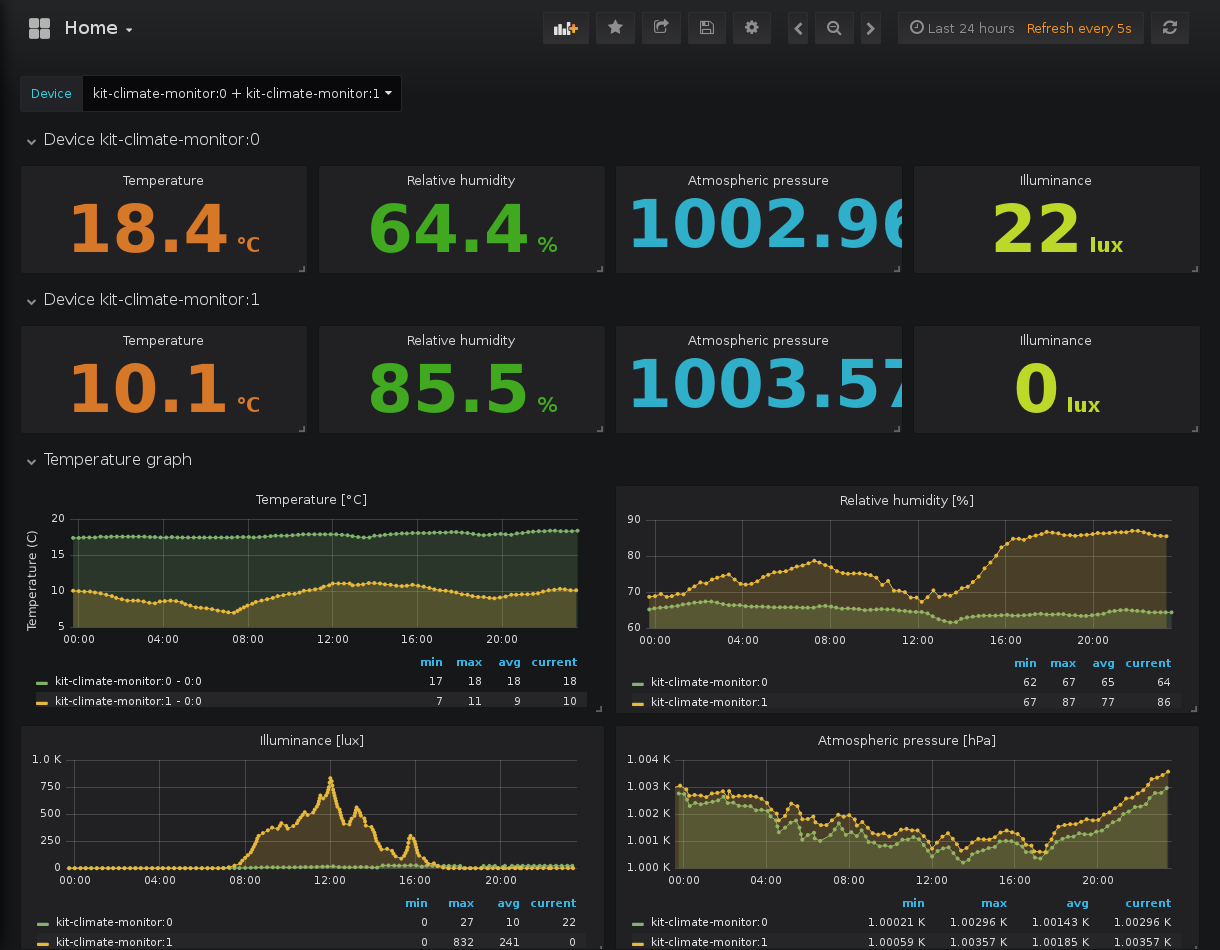 Home
Last 24 hours Refresh every 5s
Device kit-climate-monitor:0 + kit-climate-monitor:1
Device kit-climate-monitor:0
Temperature Relative humidity Atmospheric pressure Illuminance
18.4 °C 64.4 % 1002.96 22 lux
Device kit-climate-monitor:1
Temperature Relative humidity Atmospheric pressure Illuminance
10.1 °C 85.5 % 1003.57 0 lux
Temperature graph
Temperature [°C]
Temperature (C)
20
15
10
5
00:00 04:00 08:00 12:00 16:00 20:00
min max avg current
kit-climate-monitor:0 - 0:0 17 18 18 18
kit-climate-monitor:1 - 0:0 7 11 9 10
Relative humidity [%]
90
80
70
60
00:00 04:00 08:00 12:00 16:00 20:00
min max avg current
kit-climate-monitor:0 62 67 65 64
kit-climate-monitor:1 67 87 77 86
Illuminance [lux]
1.0 K
750
500
250
0
00:00 04:00 08:00 12:00 16:00 20:00
min max avg current
kit-climate-monitor:0 0 27 10 22
kit-climate-monitor:1 0 832 241 0
Atmospheric pressure [hPa]
1.004 K
1.003 K
1.002 K
1.001 K
1.000 K
00:00 04:00 08:00 12:00 16:00 20:00
min max avg current
kit-climate-monitor:0 1.00021 K 1.00296 K 1.00143 K 1.00296 K
kit-climate-monitor:1 1.00059 K 1.00357 K 1.00185 K 1.00357 K